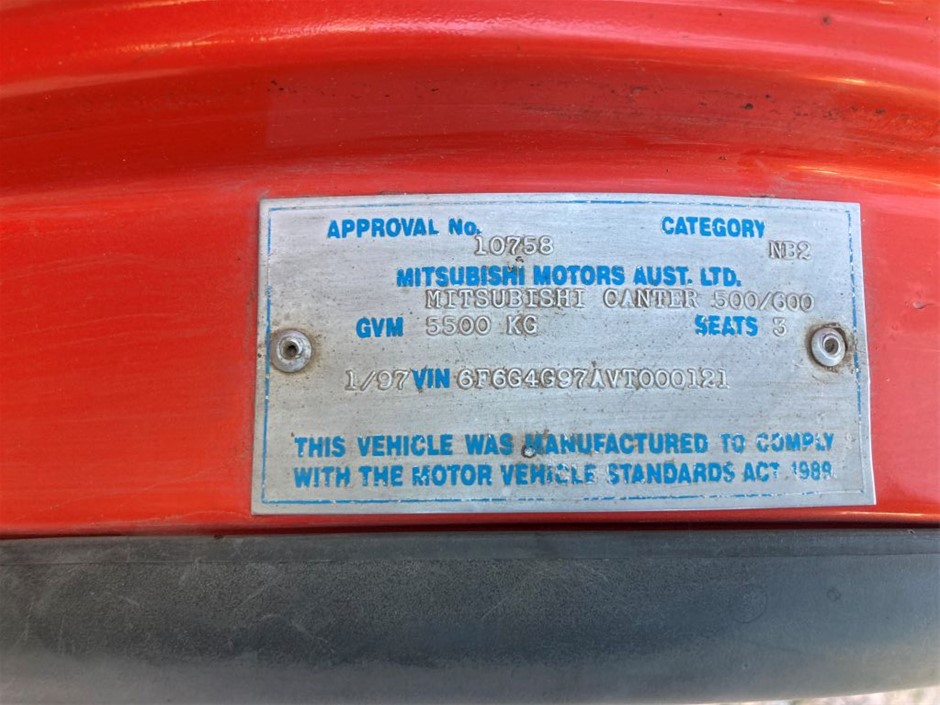 APPROVAL No. 10758 CATEGORY NB2
MITSUBISHI MOTORS AUST. LTD.
MITSUBISHI CANTER 500/600
GVM 5500 KG SEATS 3
1/97 VIN 6F6G4G97AVT000121
THIS VEHICLE WAS MANUFACTURED TO COMPLY
WITH THE MOTOR VEHICLE STANDARDS ACT 1989.